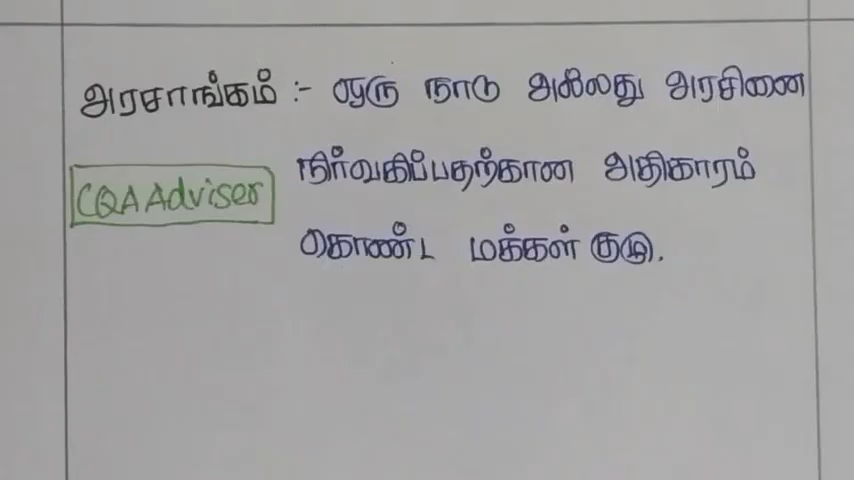 அரசாங்கம் :- ஒரு நாடு அல்லது அரசினை
நிர்வகிப்பதற்கான அதிகாரம்
CQA Adviser
கொண்ட மக்கள் குழு.